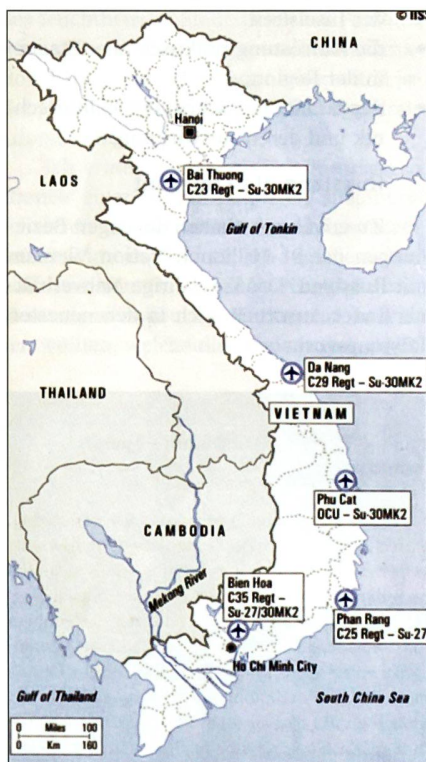 © IISS
CHINA
Hanoi
LAOS
Bai Thuong
C23 Regt – Su-30MK2
Gulf of Tonkin
Da Nang
C29 Regt – Su-30MK2
THAILAND
VIETNAM
Phu Cat
OCU – Su-30MK2
CAMBODIA
Mekong River
Bien Hoa
C35 Regt –
Su-27/30MK2
Phan Rang
C25 Regt – Su-27
Ho Chi Minh City
Gulf of Thailand
South China Sea
0 Miles 100
0 Km 160